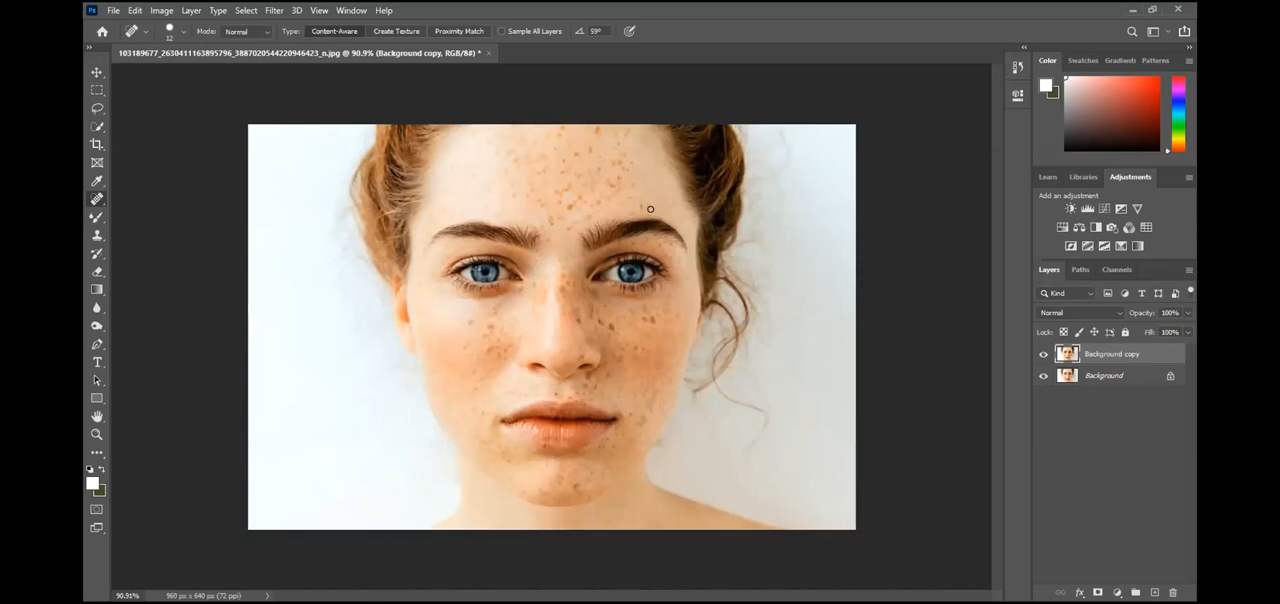 Ps File Edit Image Layer Type Select Filter 3D View Window Help
12 Mode: Normal Type: Content-Aware Create Texture Proximity Match Sample All Layers 59°
103189677_2630411163895796_3887020544220946423_n.jpg @ 90.9% (Background copy, RGB/8#) * ×
Color Swatches Gradients Patterns
Learn Libraries Adjustments
Add an adjustment
Layers Paths Channels
Kind
Normal Opacity: 100%
Lock: Fill: 100%
Background copy
Background
90.91% 960 px x 640 px (72 ppi)